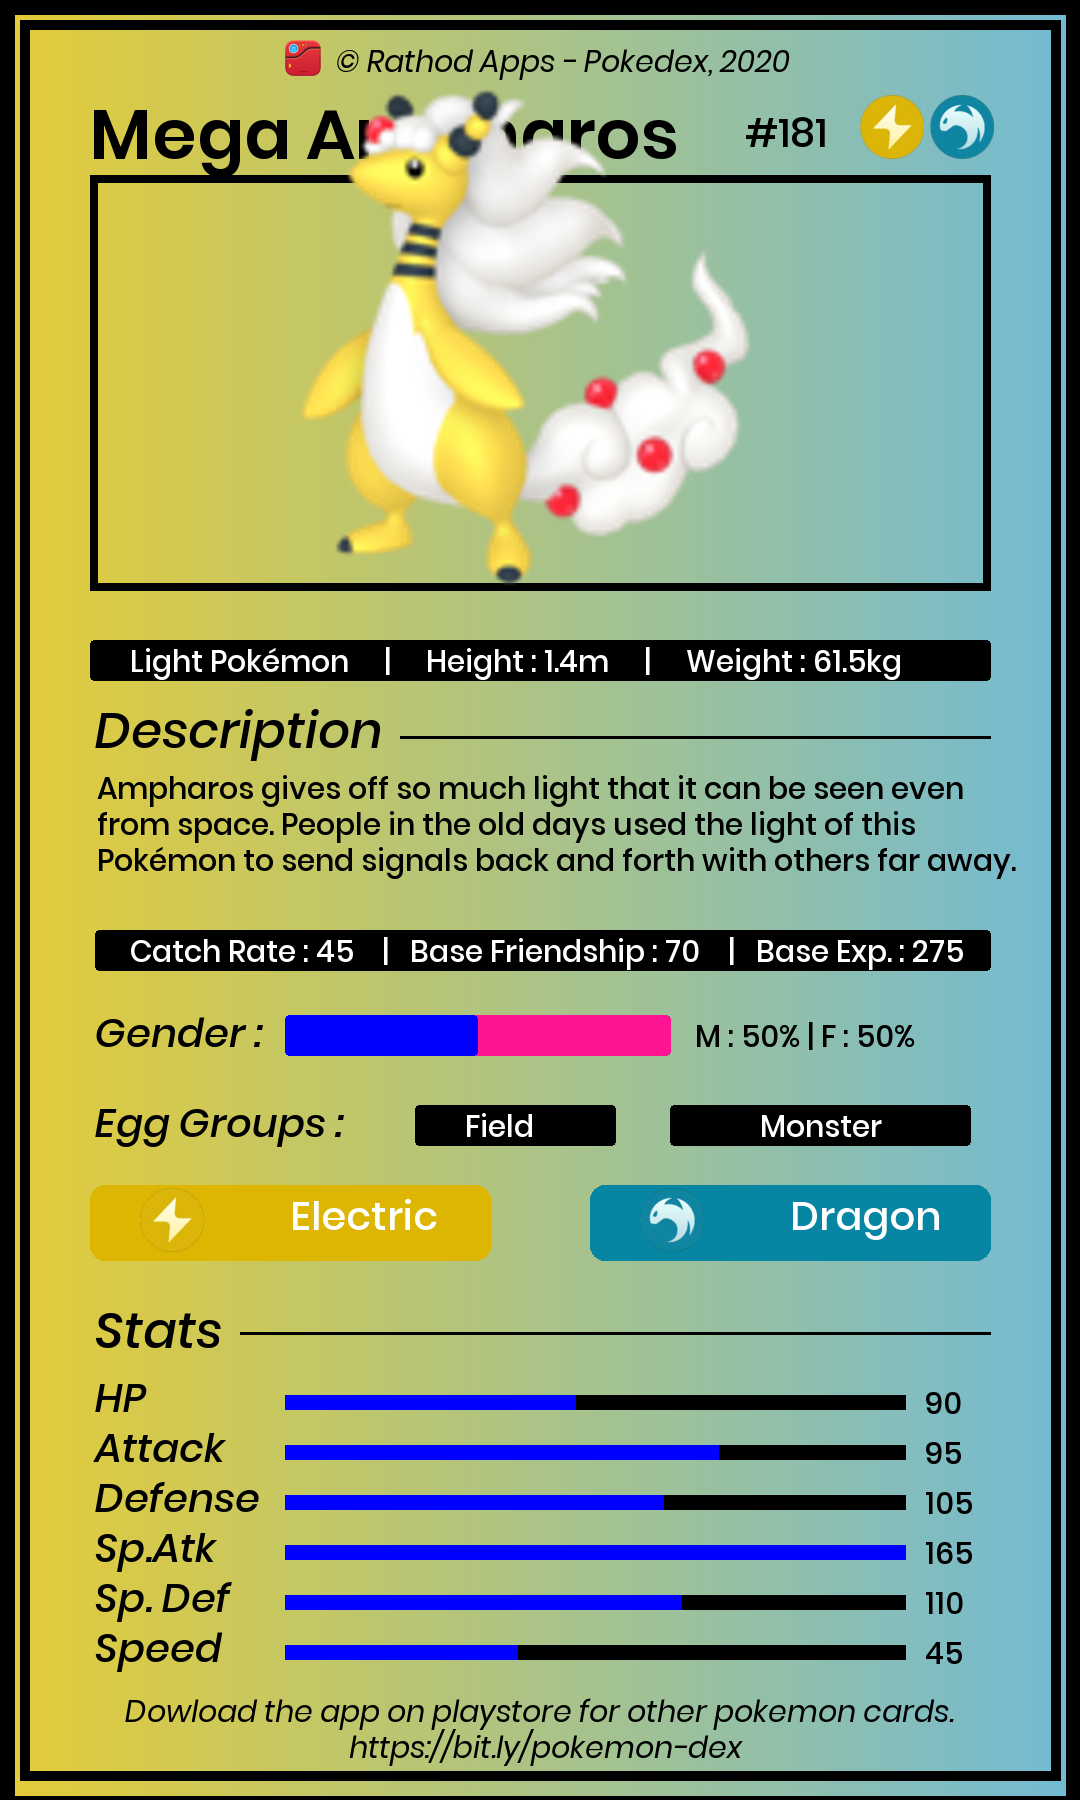 © Rathod Apps - Pokedex, 2020
Mega Ampharos #181
Light Pokémon | Height : 1.4m | Weight : 61.5kg
Description
Ampharos gives off so much light that it can be seen even
from space. People in the old days used the light of this
Pokémon to send signals back and forth with others far away.
Catch Rate : 45 | Base Friendship : 70 | Base Exp. : 275
Gender : M : 50% | F : 50%
Egg Groups : Field Monster
Electric Dragon
Stats
HP 90
Attack 95
Defense 105
Sp.Atk 165
Sp. Def 110
Speed 45
Dowload the app on playstore for other pokemon cards.
https://bit.ly/pokemon-dex